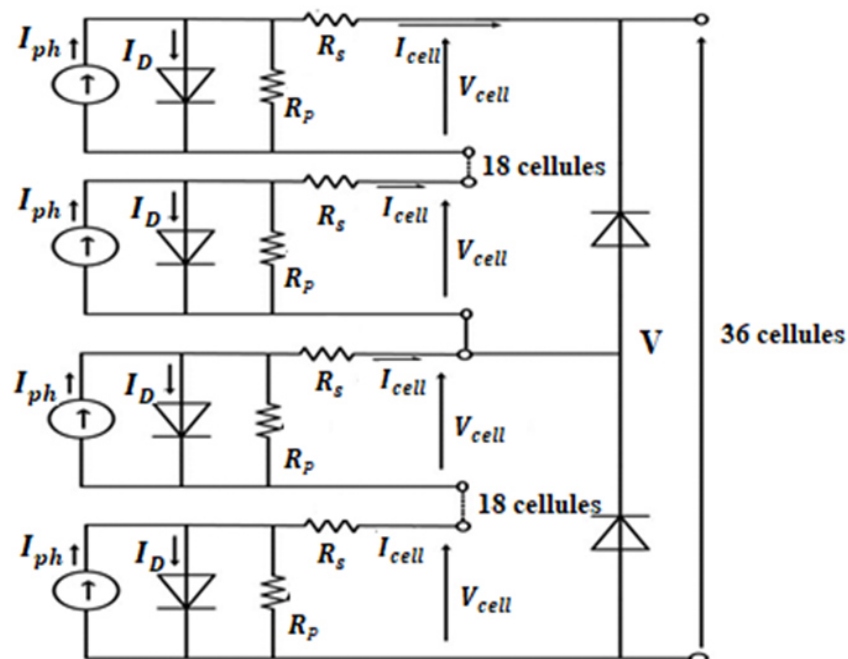 I_ph I_D R_s I_cell
R_p V_cell
18 cellules
I_ph I_D R_s I_cell
R_p V_cell
V 36 cellules
I_ph I_D R_s I_cell
R_p V_cell
18 cellules
I_ph I_D R_s I_cell
R_p V_cell